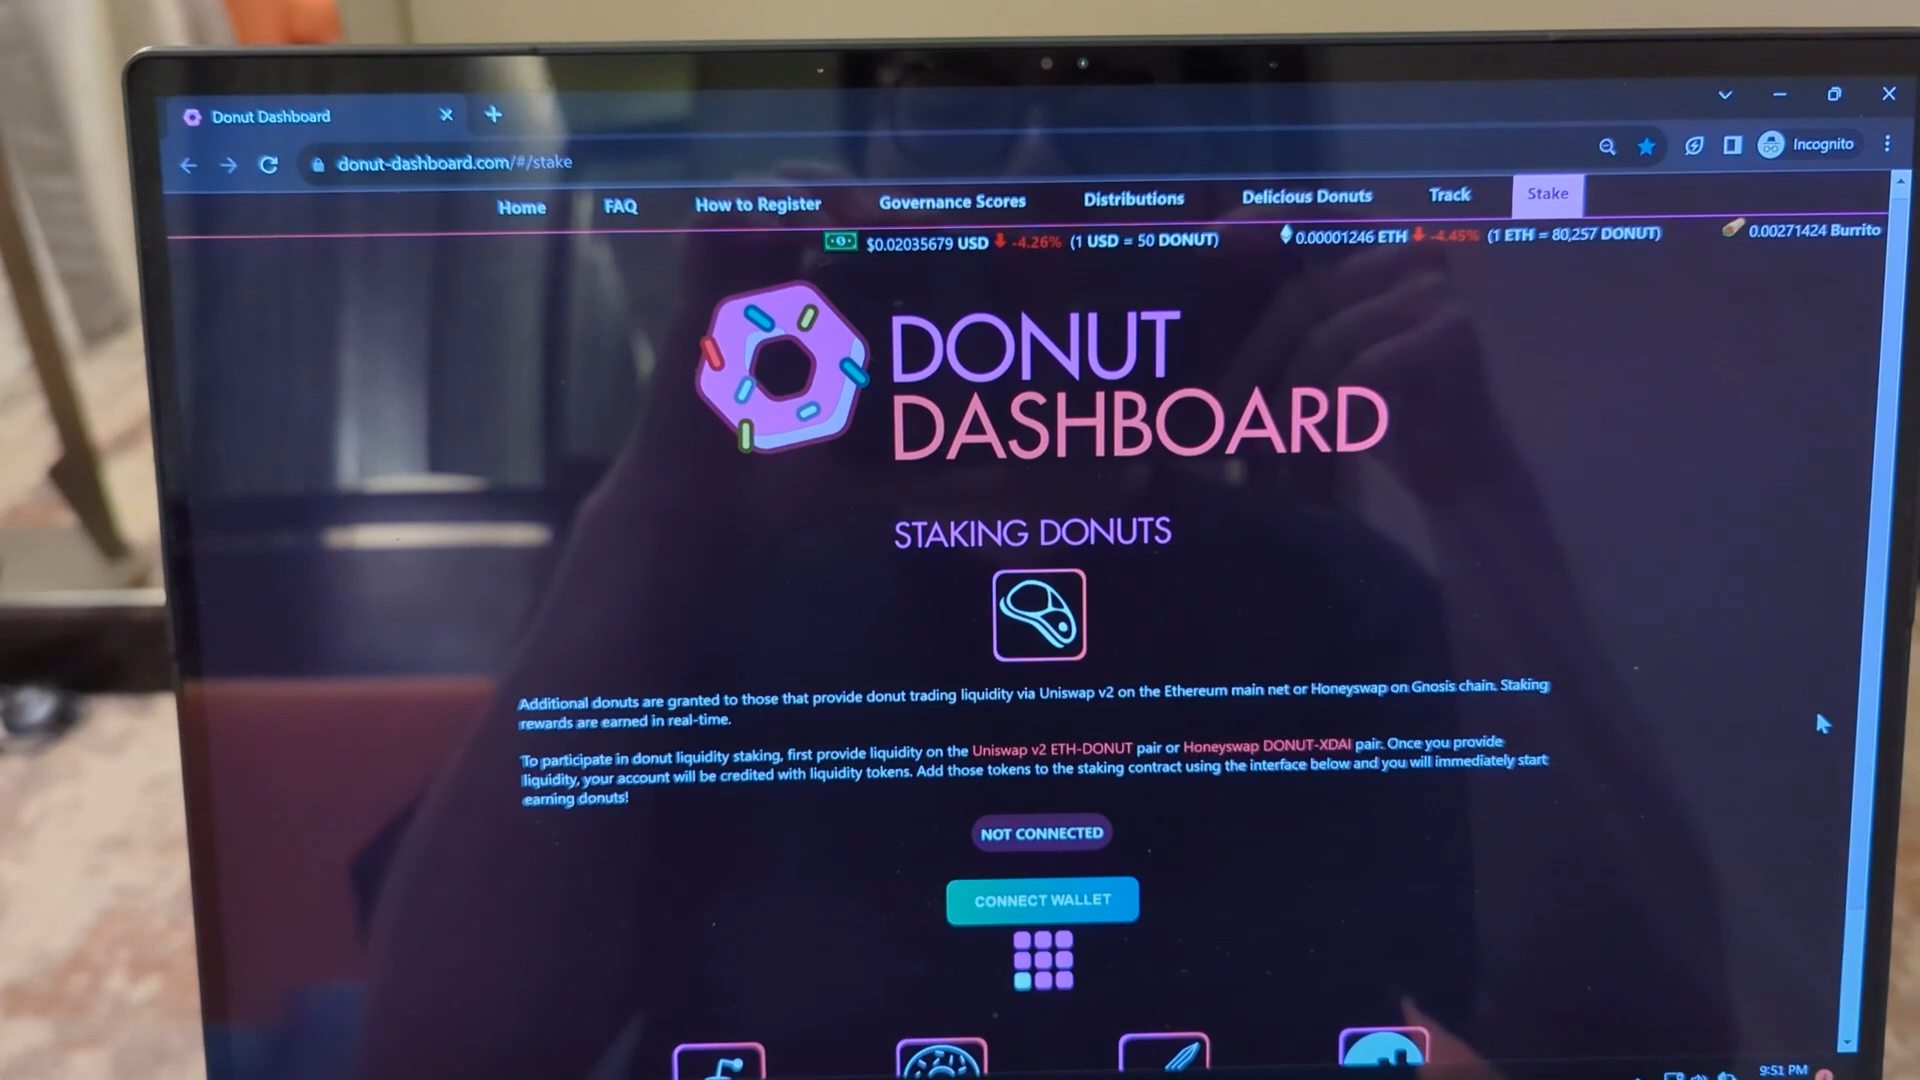 Donut Dashboard
donut-dashboard.com/#/stake
Incognito
Home FAQ How to Register Governance Scores Distributions Delicious Donuts Track Stake
$0.02035679 USD -4.26% (1 USD = 50 DONUT) 0.00001246 ETH -4.45% (1 ETH = 80,257 DONUT) 0.00271424 Burrito
DONUT
DASHBOARD
STAKING DONUTS
Additional donuts are granted to those that provide donut trading liquidity via Uniswap v2 on the Ethereum main net or Honeyswap on Gnosis chain. Staking
rewards are earned in real-time.
To participate in donut liquidity staking, first provide liquidity on the Uniswap v2 ETH-DONUT pair or Honeyswap DONUT-XDAI pair. Once you provide
liquidity, your account will be credited with liquidity tokens. Add those tokens to the staking contract using the interface below and you will immediately start
earning donuts!
NOT CONNECTED
CONNECT WALLET
9:51 PM